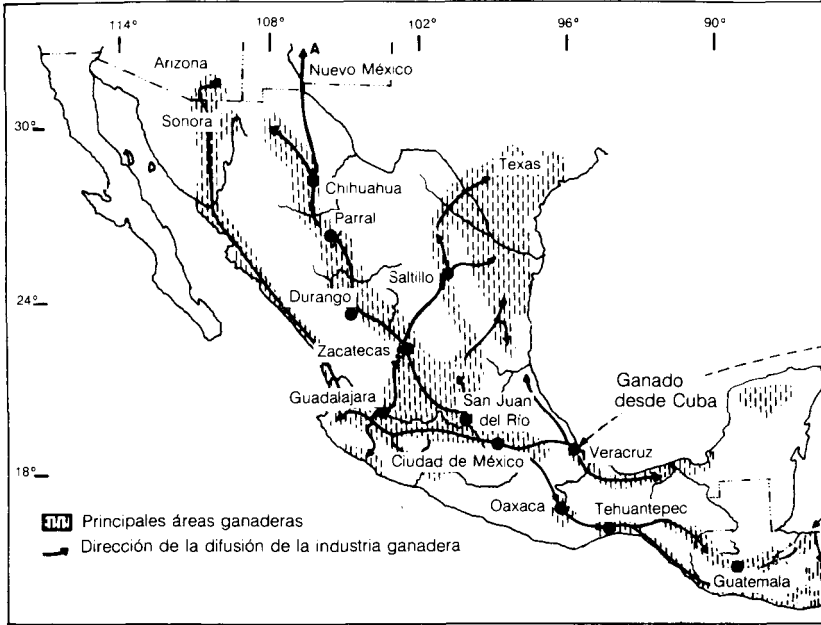 114
108
102
96
90
A
Arizona
Nuevo México
Sonora
30°
Texas
Chihuahua
Parral
Saltillo
24°
Durango
Zacatecas
Guadalajara
San Juan
del Río
Ganado
desde Cuba
Veracruz
Ciudad de México
18°
Oaxaca
Tehuantepec
Principales áreas ganaderas
Dirección de la difusión de la industria ganadera
Guatemala